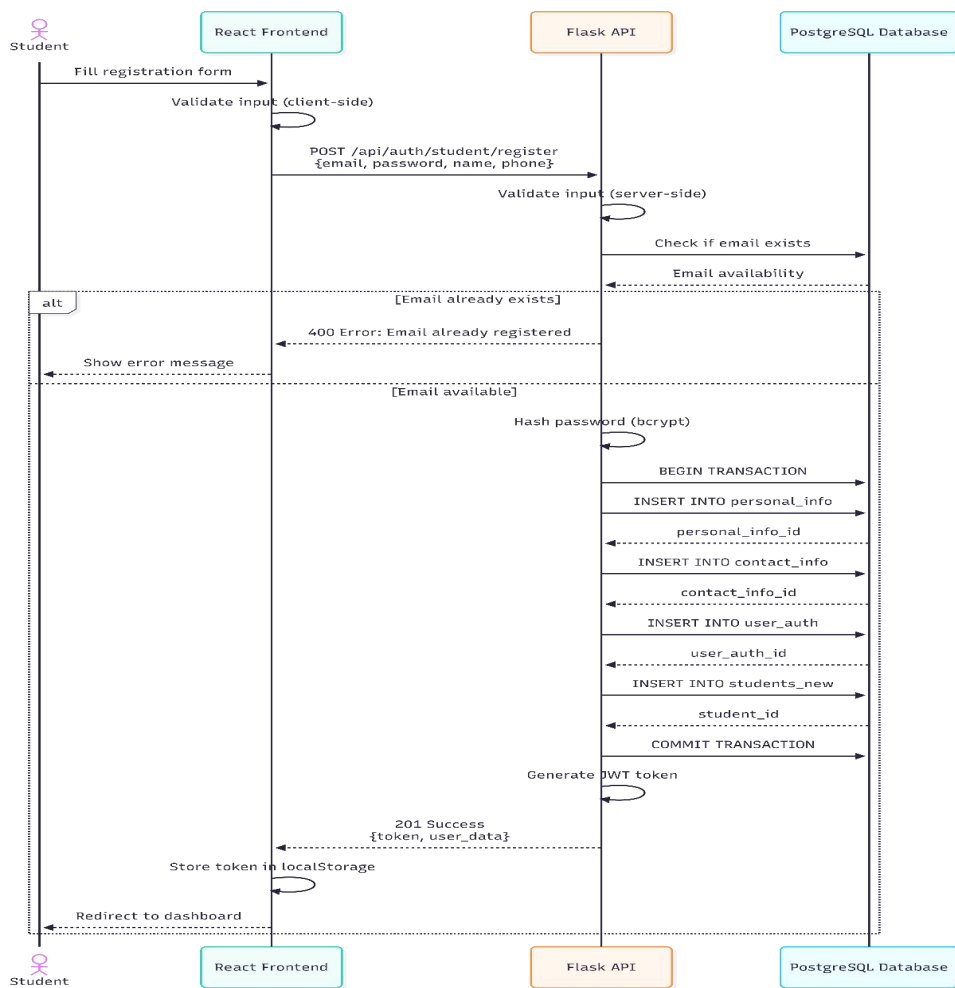 Student
React Frontend
Flask API
PostgreSQL Database
Fill registration form
Validate input (client-side)
POST /api/auth/student/register
{email, password, name, phone}
Validate input (server-side)
Check if email exists
Email availability
alt
[Email already exists]
400 Error: Email already registered
Show error message
[Email available]
Hash password (bcrypt)
BEGIN TRANSACTION
INSERT INTO personal_info
personal_info_id
INSERT INTO contact_info
contact_info_id
INSERT INTO user_auth
user_auth_id
INSERT INTO students_new
student_id
COMMIT TRANSACTION
Generate JWT token
201 Success
{token, user_data}
Store token in localStorage
Redirect to dashboard
Student
React Frontend
Flask API
PostgreSQL Database